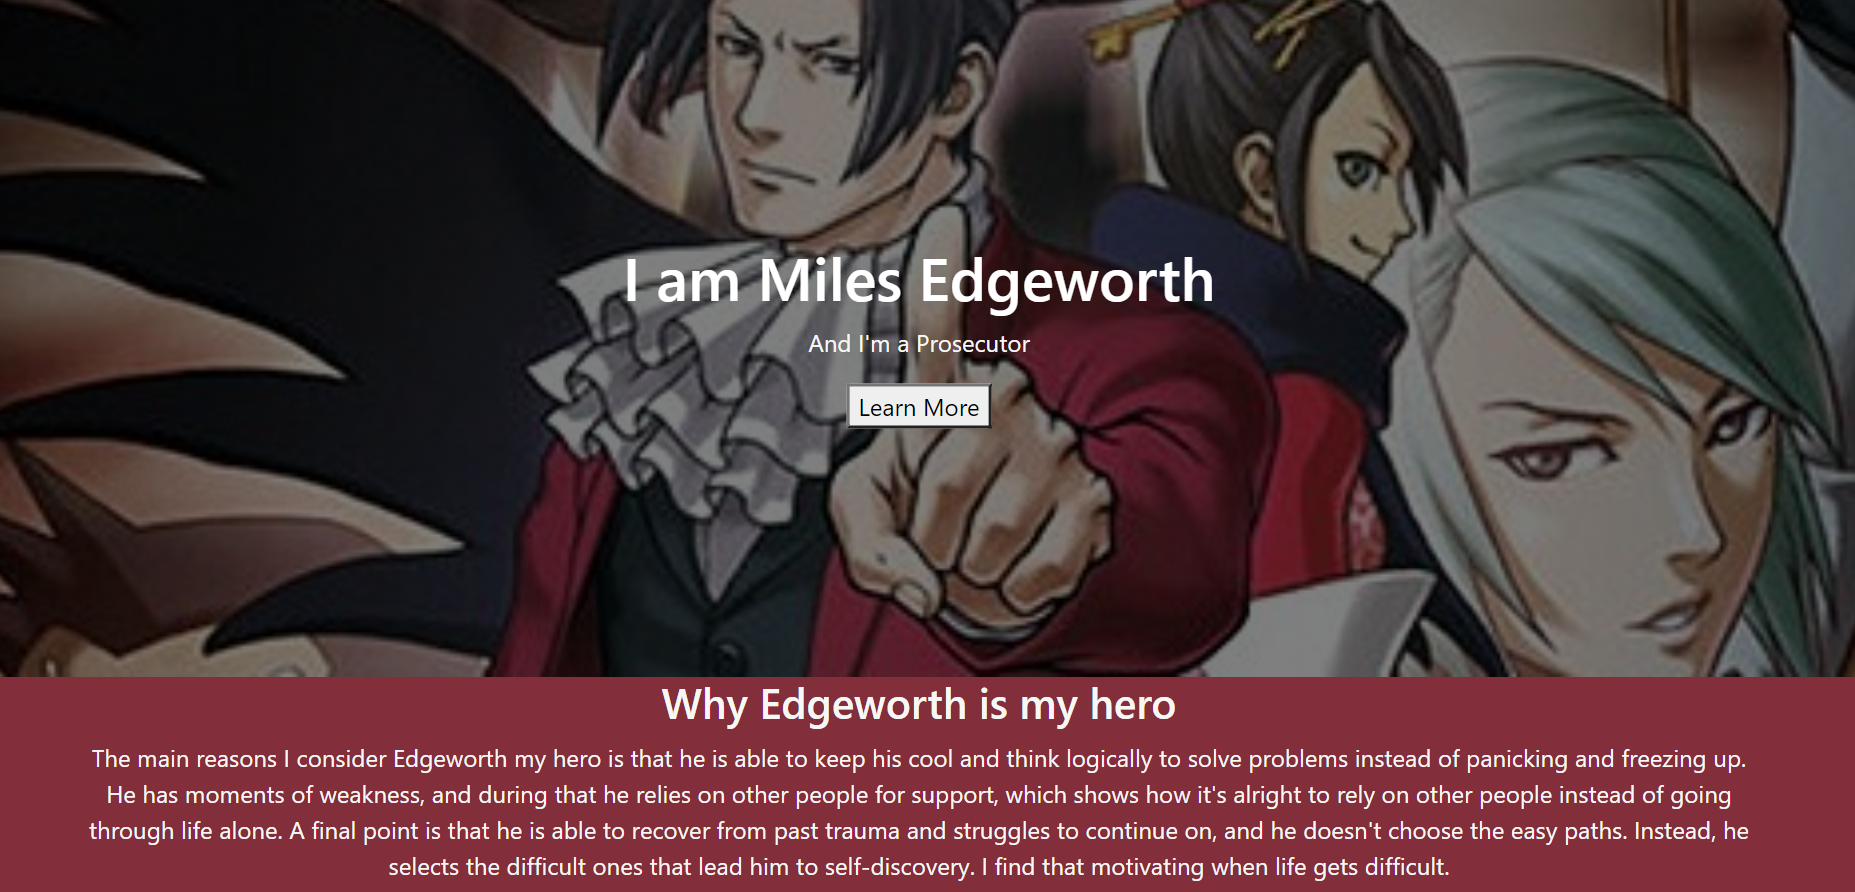 I am Miles Edgeworth
And I'm a Prosecutor
Learn More
Why Edgeworth is my hero
The main reasons I consider Edgeworth my hero is that he is able to keep his cool and think logically to solve problems instead of panicking and freezing up.
He has moments of weakness, and during that he relies on other people for support, which shows how it's alright to rely on other people instead of going
through life alone. A final point is that he is able to recover from past trauma and struggles to continue on, and he doesn't choose the easy paths. Instead, he
selects the difficult ones that lead him to self-discovery. I find that motivating when life gets difficult.